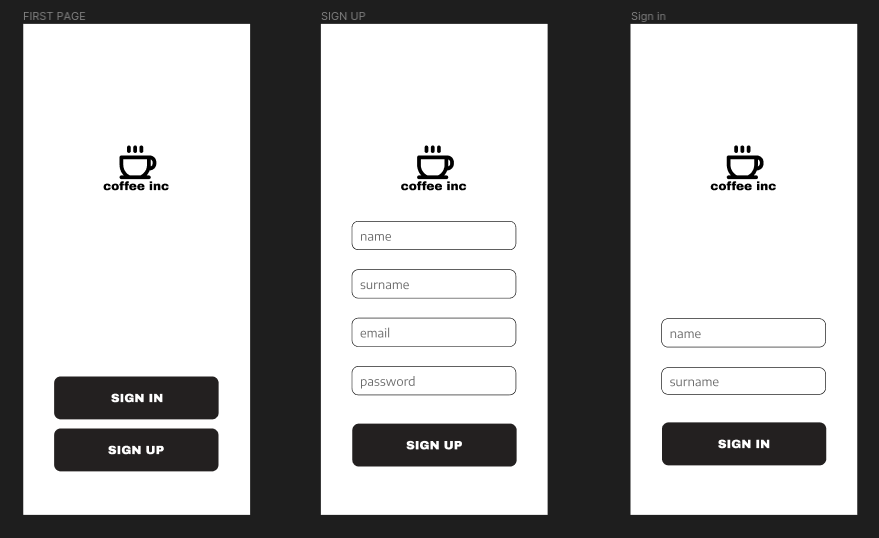 FIRST PAGE
coffee inc
SIGN IN
SIGN UP
SIGN UP
coffee inc
name
surname
email
password
SIGN UP
Sign in
coffee inc
name
surname
SIGN IN